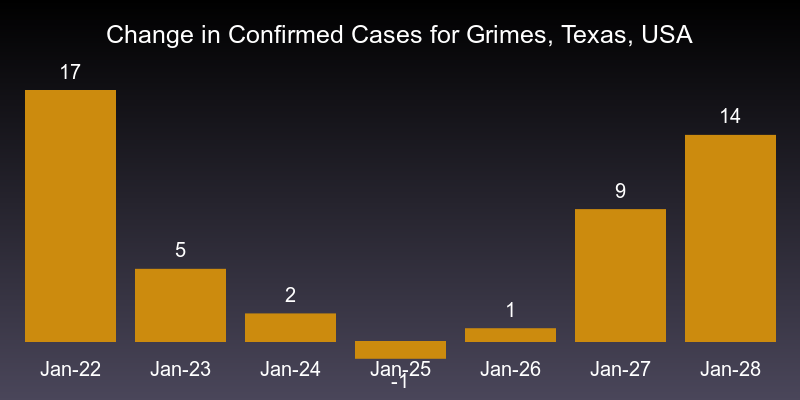 Change in Confirmed Cases for Grimes, Texas, USA
17
5
2
-1
1
9
14
Jan-22
Jan-23
Jan-24
Jan-25
Jan-26
Jan-27
Jan-28